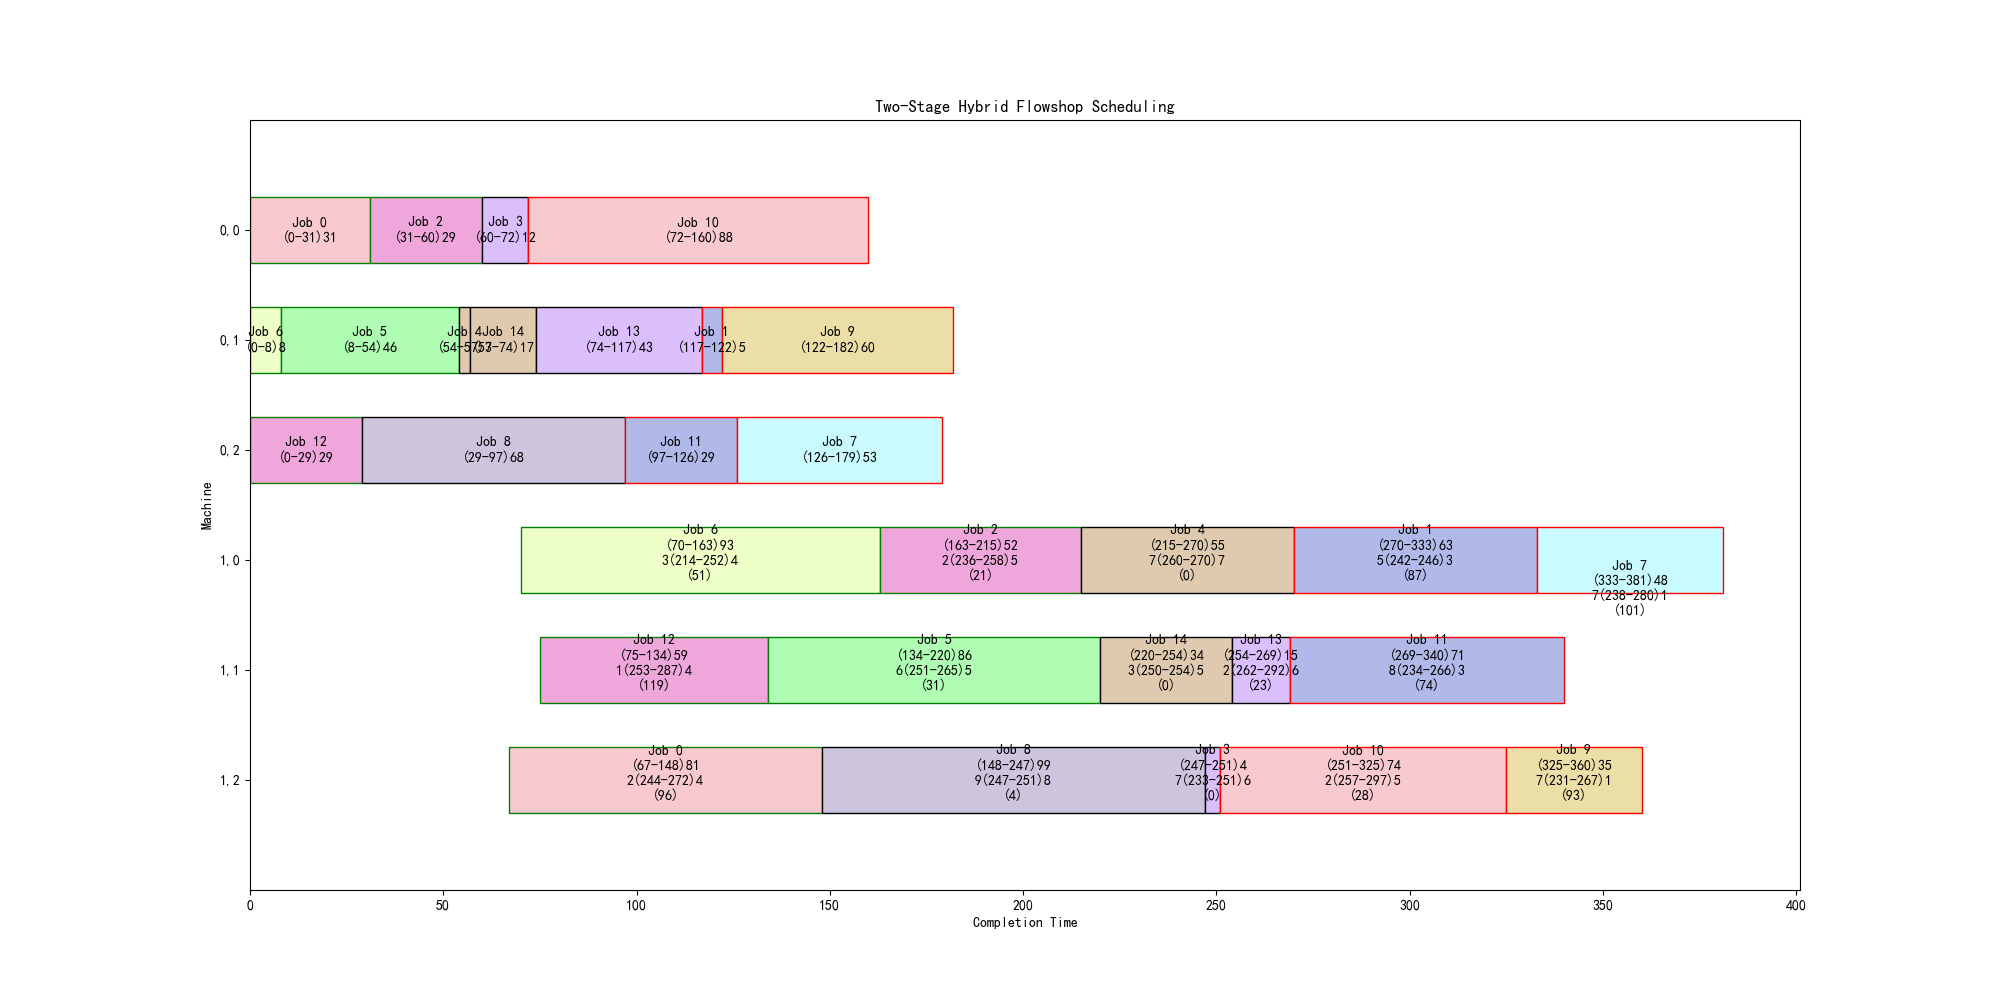 Two-Stage Hybrid Flowshop Scheduling
Machine
0,0
Job 0
(0-31)31
Job 2
(31-60)29
Job 3
(60-72)12
Job 10
(72-160)88
0,1
Job 6
(0-8)8
Job 5
(8-54)46
Job 4
(54-57)3
Job 14
(57-74)17
Job 13
(74-117)43
Job 1
(117-122)5
Job 9
(122-182)60
0,2
Job 12
(0-29)29
Job 8
(29-97)68
Job 11
(97-126)29
Job 7
(126-179)53
1,0
Job 6
(70-163)93
3(214-252)4
(51)
Job 2
(163-215)52
2(236-258)5
(21)
Job 4
(215-270)55
7(260-270)7
(0)
Job 1
(270-333)63
5(242-246)3
(87)
Job 7
(333-381)48
7(238-280)1
(101)
1,1
Job 12
(75-134)59
1(253-287)4
(119)
Job 5
(134-220)86
6(251-265)5
(31)
Job 14
(220-254)34
3(250-254)5
(0)
Job 13
(254-269)15
2(262-292)6
(23)
Job 11
(269-340)71
8(234-266)3
(74)
1,2
Job 0
(67-148)81
2(244-272)4
(96)
Job 8
(148-247)99
9(247-251)8
(4)
Job 3
(247-251)4
7(233-251)6
(0)
Job 10
(251-325)74
2(257-297)5
(28)
Job 9
(325-360)35
7(231-267)1
(93)
0 50 100 150 200 250 300 350 400
Completion Time